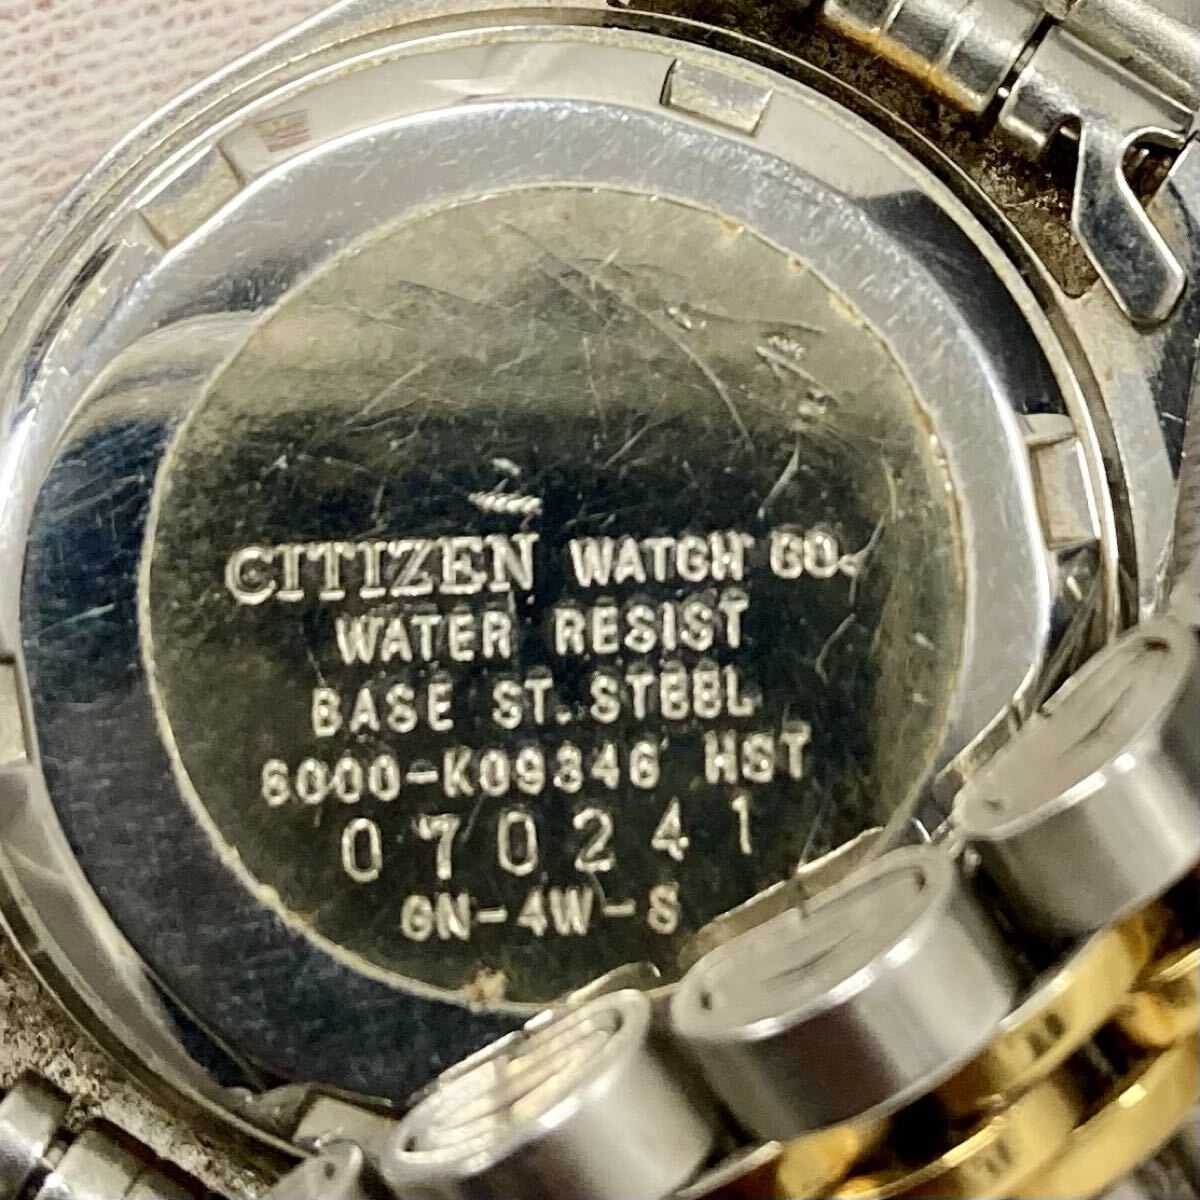 CITIZEN WATCH CO.
WATER RESIST
BASE ST. STEEL
6000-K09346 HST
070241
GN-4W-S